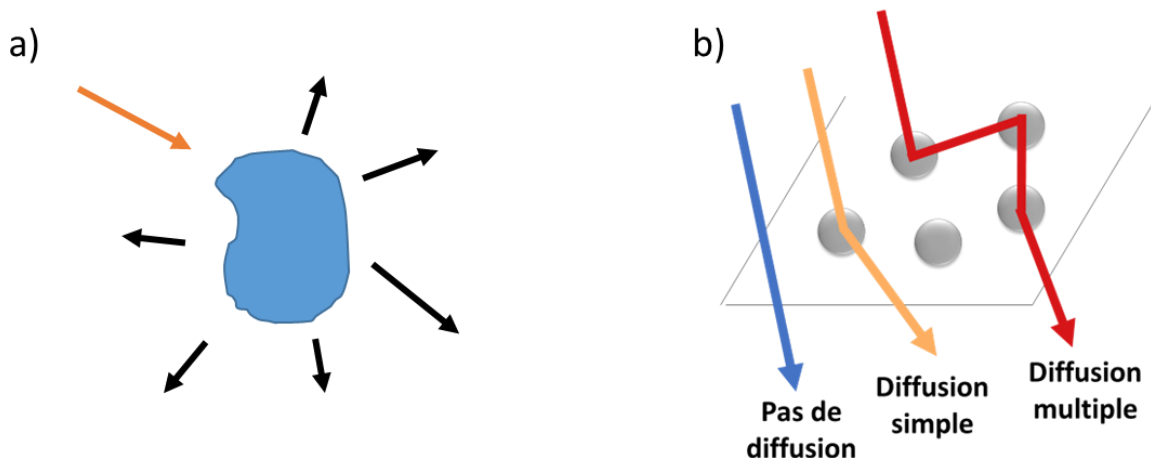 a)
b)
Pas de
diffusion
Diffusion
simple
Diffusion
multiple